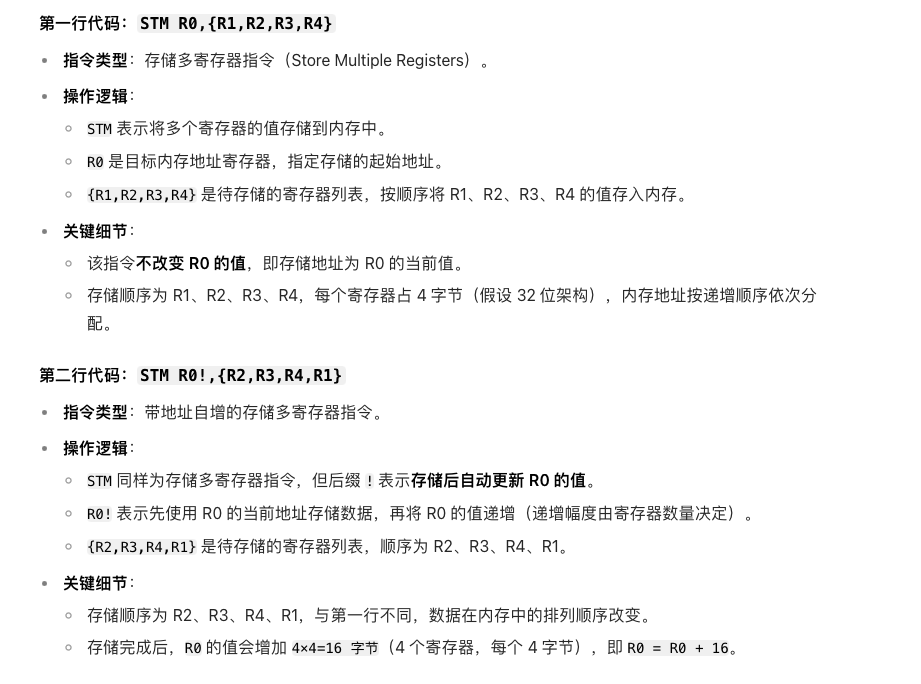 第一行代码：STM R0,{R1,R2,R3,R4}
• 指令类型：存储多寄存器指令（Store Multiple Registers）。
• 操作逻辑：
○ STM 表示将多个寄存器的值存储到内存中。
○ R0 是目标内存地址寄存器，指定存储的起始地址。
○ {R1,R2,R3,R4} 是待存储的寄存器列表，按顺序将 R1、R2、R3、R4 的值存入内存。
• 关键细节：
○ 该指令不改变 R0 的值，即存储地址为 R0 的当前值。
○ 存储顺序为 R1、R2、R3、R4，每个寄存器占 4 字节（假设 32 位架构），内存地址按递增顺序依次分
配。
第二行代码：STM R0!,{R2,R3,R4,R1}
• 指令类型：带地址自增的存储多寄存器指令。
• 操作逻辑：
○ STM 同样为存储多寄存器指令，但后缀 ! 表示存储后自动更新 R0 的值。
○ R0! 表示先使用 R0 的当前地址存储数据，再将 R0 的值递增（递增幅度由寄存器数量决定）。
○ {R2,R3,R4,R1} 是待存储的寄存器列表，顺序为 R2、R3、R4、R1。
• 关键细节：
○ 存储顺序为 R2、R3、R4、R1，与第一行不同，数据在内存中的排列顺序改变。
○ 存储完成后，R0 的值会增加 4×4=16 字节（4 个寄存器，每个 4 字节），即 R0 = R0 + 16。